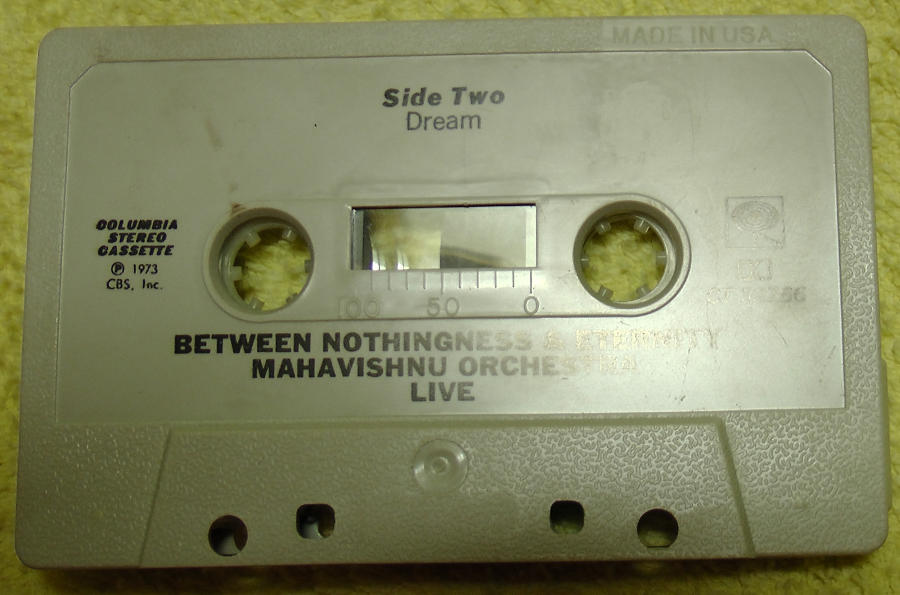 MADE IN USA
Side Two
Dream
COLUMBIA
STEREO
CASSETTE
Ⓟ 1973
CBS, Inc.
100 50 0
BETWEEN NOTHINGNESS & ETERNITY
MAHAVISHNU ORCHESTRA
LIVE